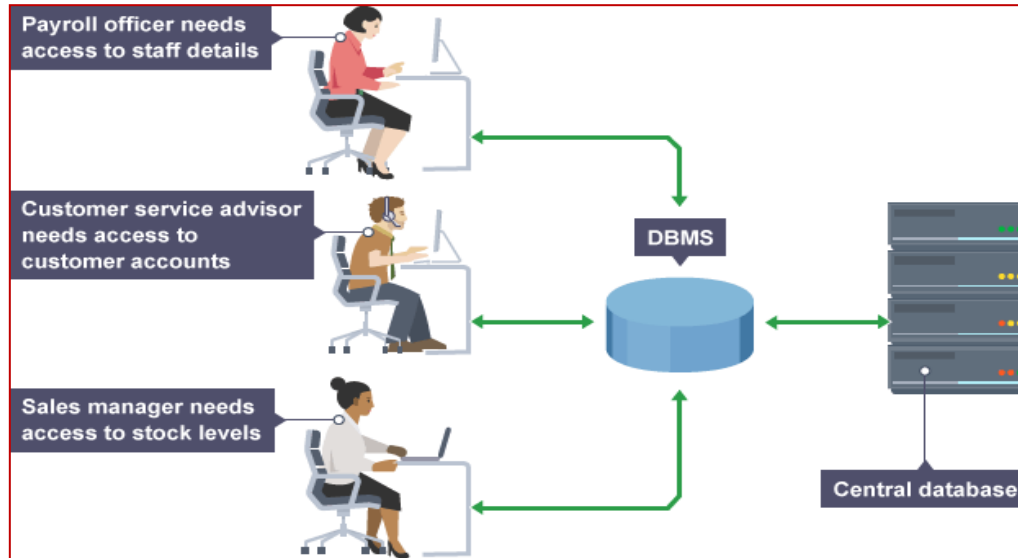 Payroll officer needs
access to staff details
Customer service advisor
needs access to
customer accounts
DBMS
Sales manager needs
access to stock levels
Central database